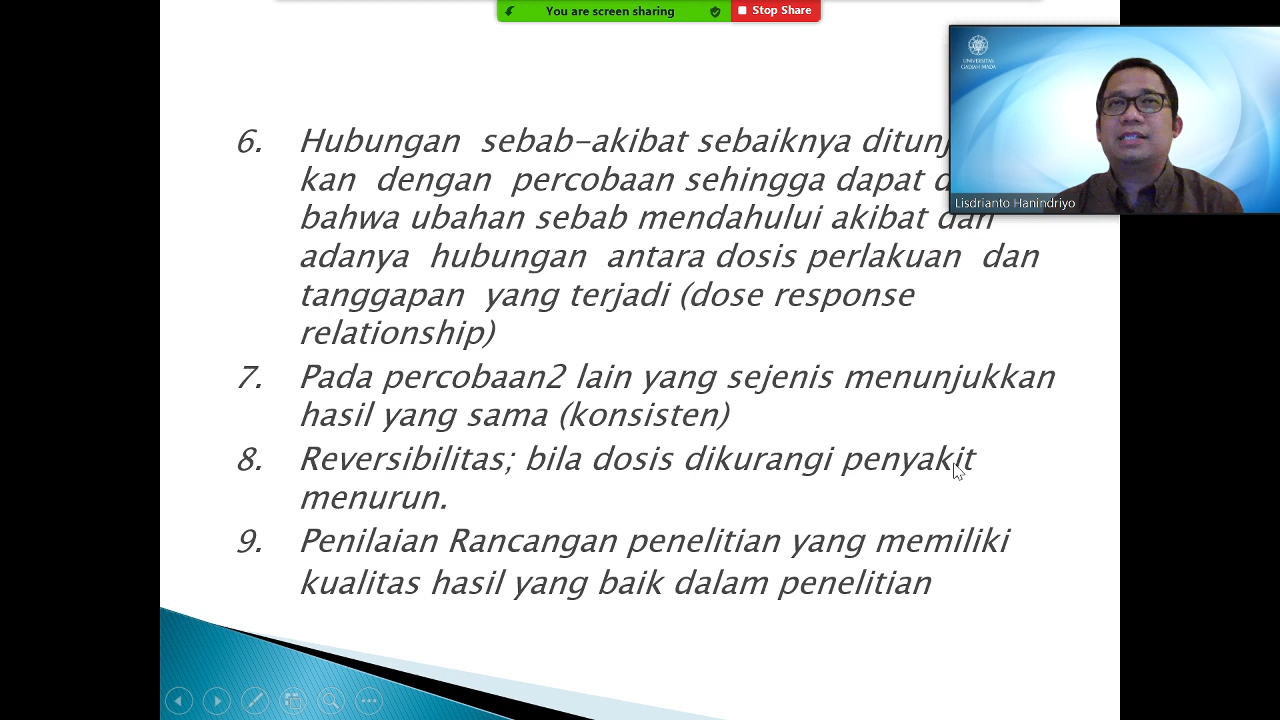 You are screen sharing
Stop Share
UNIVERSITAS
GADJAH MADA
Lisdrianto Hanindriyo
6. Hubungan sebab-akibat sebaiknya
kan dengan percobaan sehingga dapat
bahwa ubahan sebab mendahului akibat dan
adanya hubungan antara dosis perlakuan dan
tanggapan yang terjadi (dose response
relationship)
7. Pada percobaan2 lain yang sejenis menunjukkan
hasil yang sama (konsisten)
8. Reversibilitas; bila dosis dikurangi penyakit
menurun.
9. Penilaian Rancangan penelitian yang memiliki
kualitas hasil yang baik dalam penelitian